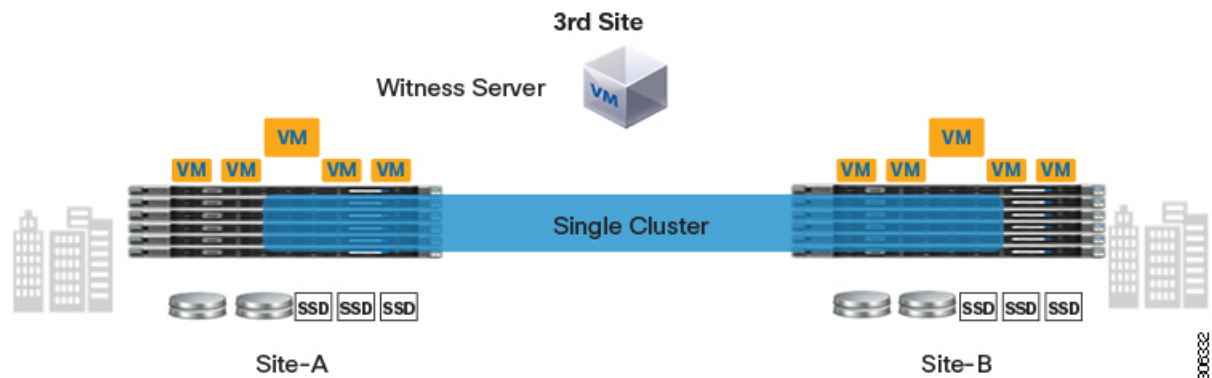 3rd Site
Witness Server
VM
VM
VM
VM VM VM VM
VM VM VM VM
Single Cluster
SSD SSD SSD
SSD SSD SSD
Site-A
Site-B
306332